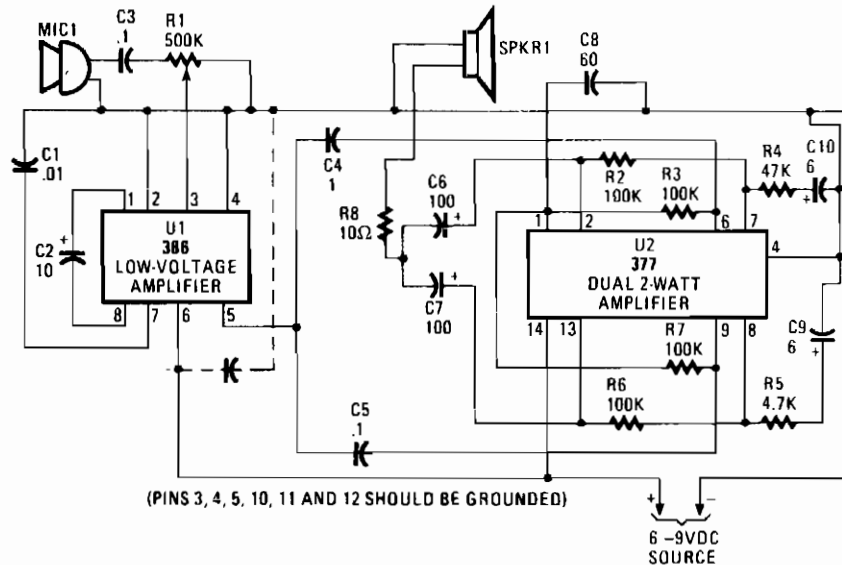 MIC1
C3
.1
R1
500K
SPKR1
C8
60
C1
.01
C4
1
C6
100
+
R2
100K
R3
100K
R4
47K
C10
6
+
1 2 3 4
C2
10
+
U1
386
LOW-VOLTAGE
AMPLIFIER
8 7 6 5
R8
10Ω
C7
100
+
1 2 6 7
U2
377
DUAL 2-WATT
AMPLIFIER
4
14 13 9 8
C9
6
+
R7
100K
R6
100K
R5
4.7K
C5
.1
(PINS 3, 4, 5, 10, 11 AND 12 SHOULD BE GROUNDED)
+ −
6 –9VDC
SOURCE